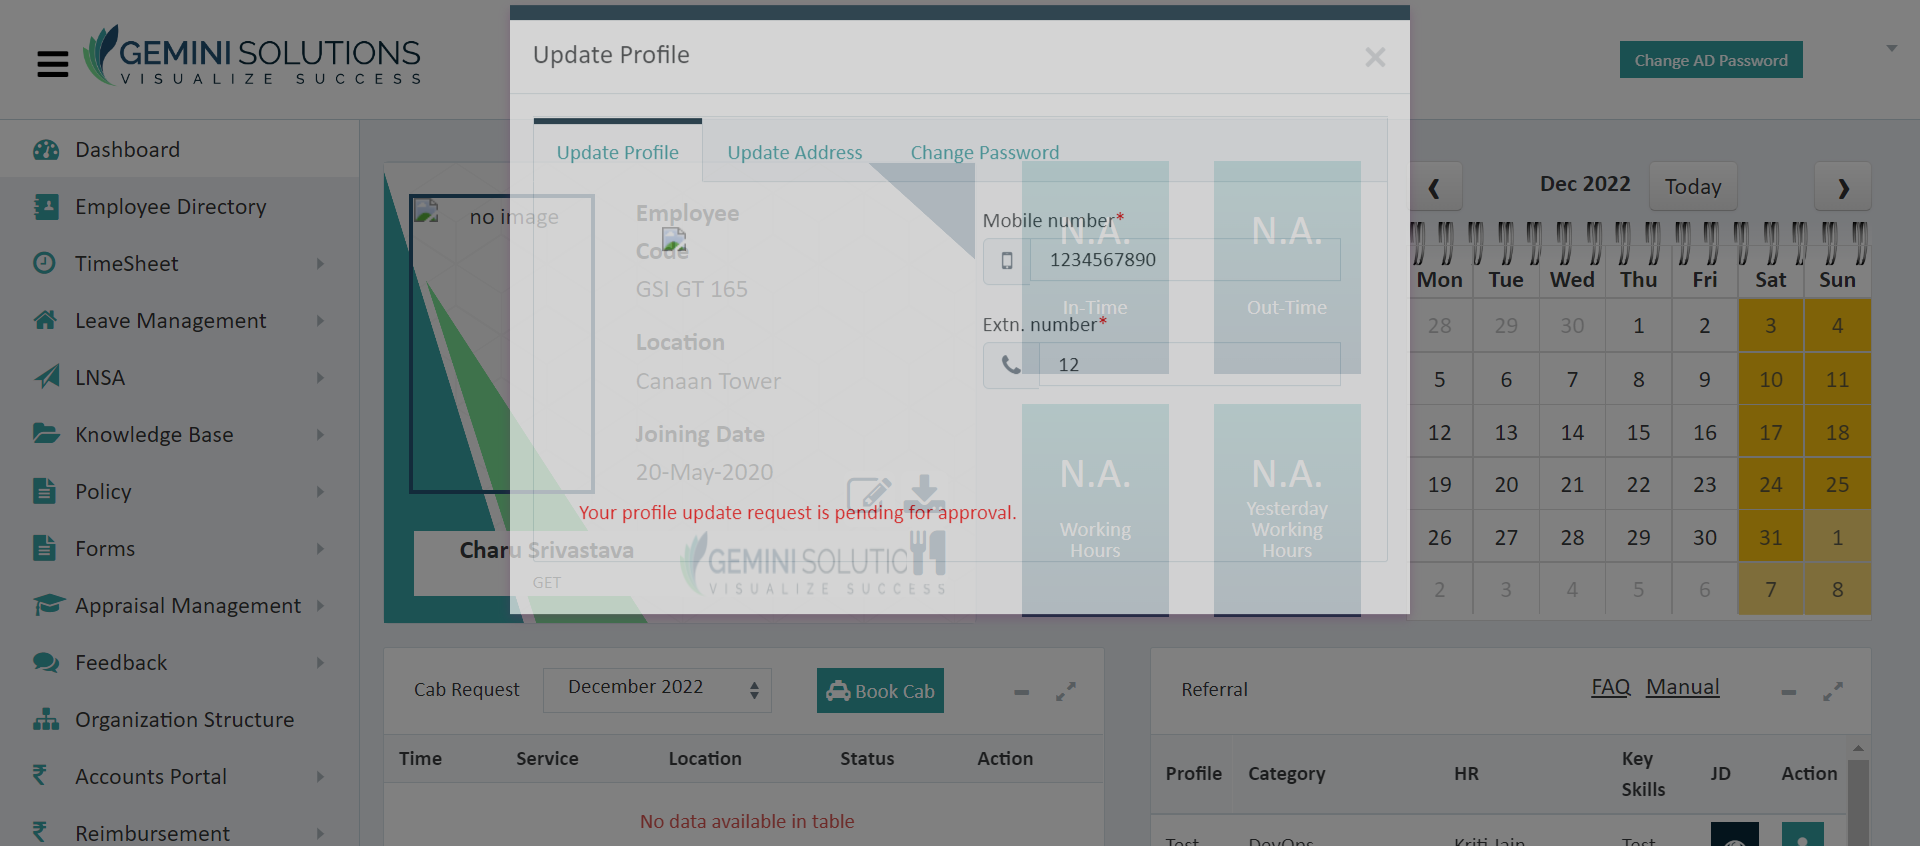 GEMINI SOLUTIONS
VISUALIZE SUCCESS
Change AD Password
Update Profile
×
Update Profile
Update Address
Change Password
Dashboard
Employee Directory
TimeSheet
Leave Management
LNSA
Knowledge Base
Policy
Forms
Appraisal Management
Feedback
Organization Structure
Accounts Portal
Reimbursement
no image
Employee
Code
GSI GT 165
Location
Canaan Tower
Joining Date
20-May-2020
Your profile update request is pending for approval.
Charu Srivastava
GET
GEMINI SOLUTIO
VISUALIZE SUCCESS
Mobile number*
1234567890
Extn. number*
12
N.A.
In-Time
N.A.
Out-Time
N.A.
Working
Hours
N.A.
Yesterday
Working
Hours
Dec 2022
Today
Mon Tue Wed Thu Fri Sat Sun
28 29 30 1 2 3 4
5 6 7 8 9 10 11
12 13 14 15 16 17 18
19 20 21 22 23 24 25
26 27 28 29 30 31 1
2 3 4 5 6 7 8
Cab Request
December 2022
Book Cab
Time Service Location Status Action
No data available in table
Referral
FAQ Manual
Profile Category HR Key Skills JD Action
Test DevOps Kriti Jain Test